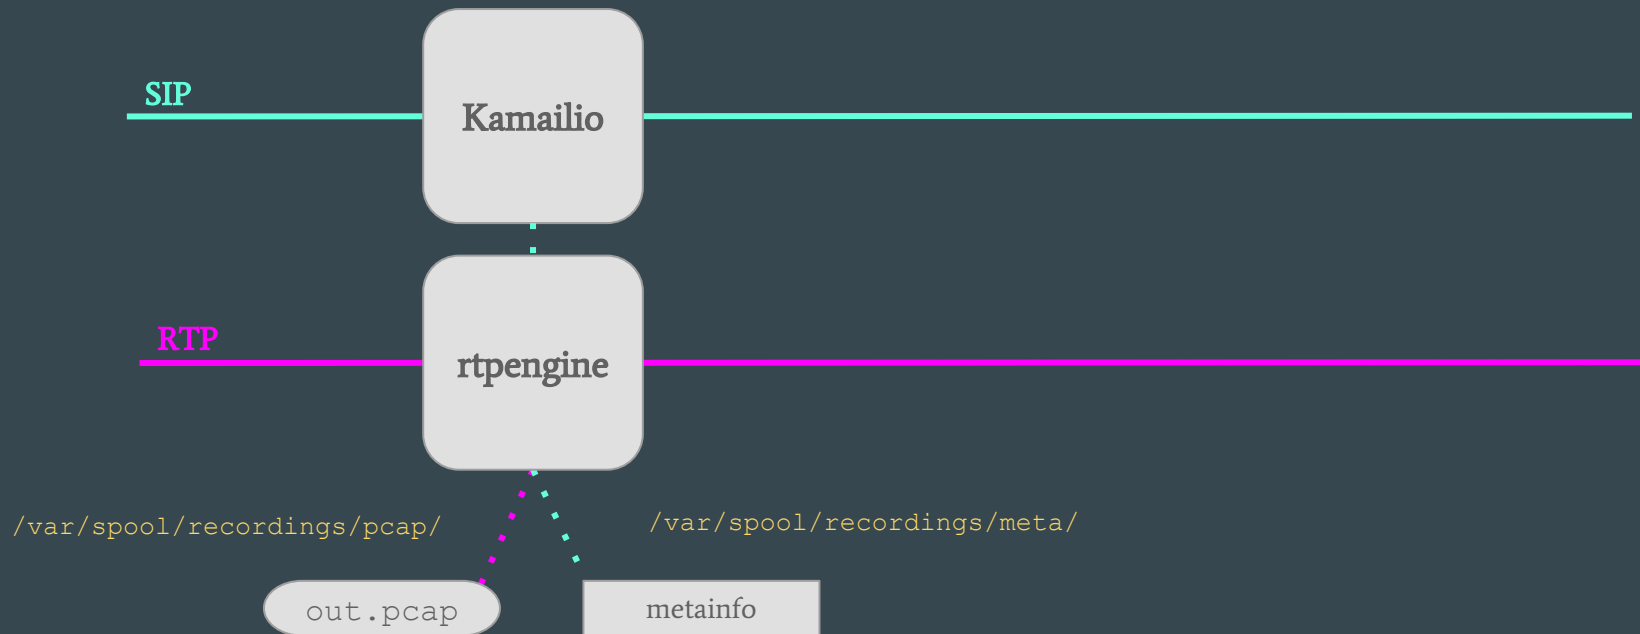 SIP
Kamailio
RTP
rtpengine
/var/spool/recordings/pcap/
/var/spool/recordings/meta/
out.pcap
metainfo